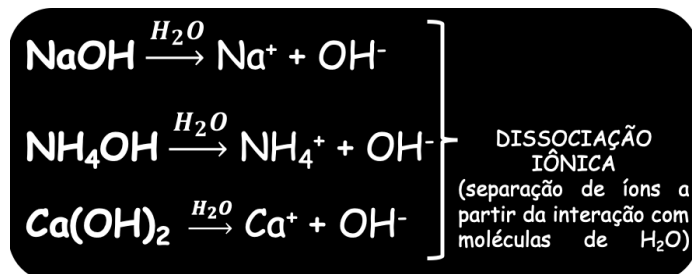 NaOH H₂O→ Na⁺ + OH⁻
NH₄OH H₂O→ NH₄⁺ + OH⁻
Ca(OH)₂ H₂O→ Ca⁺ + OH⁻
DISSOCIAÇÃO
IÔNICA
(separação de íons a
partir da interação com
moléculas de H₂O)